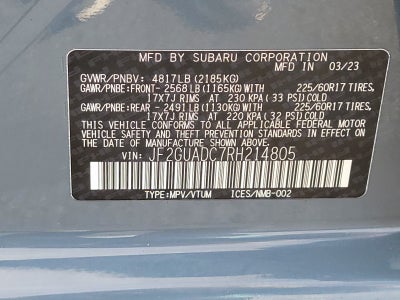 MFD BY SUBARU CORPORATION
MADE IN 03/23
GVWR/PNBV: 4817LB (2185KG)
GAWR/PNBE:FRONT- 2568LB (1165KG)WITH 225/60R17 TIRES,
17X7J RIMS, AT 230 KPA (33 PSI)COLD
GAWR/PNBE:REAR - 2491LB (1130KG)WITH 225/60R17 TIRES,
17X7J RIMS, AT 220 KPA (32 PSI)COLD
THIS VEHICLE CONFORMS TO ALL APPLICABLE FEDERAL MOTOR VEHICLE
SAFETY, BUMPER, AND THEFT PREVENTION STANDARDS IN EFFECT ON THE
DATE OF MANUFACTURE SHOWN ABOVE.
VIN: JF2GUADC7RH214805
TYPE:MPV/VTUM ICES/NMB-002